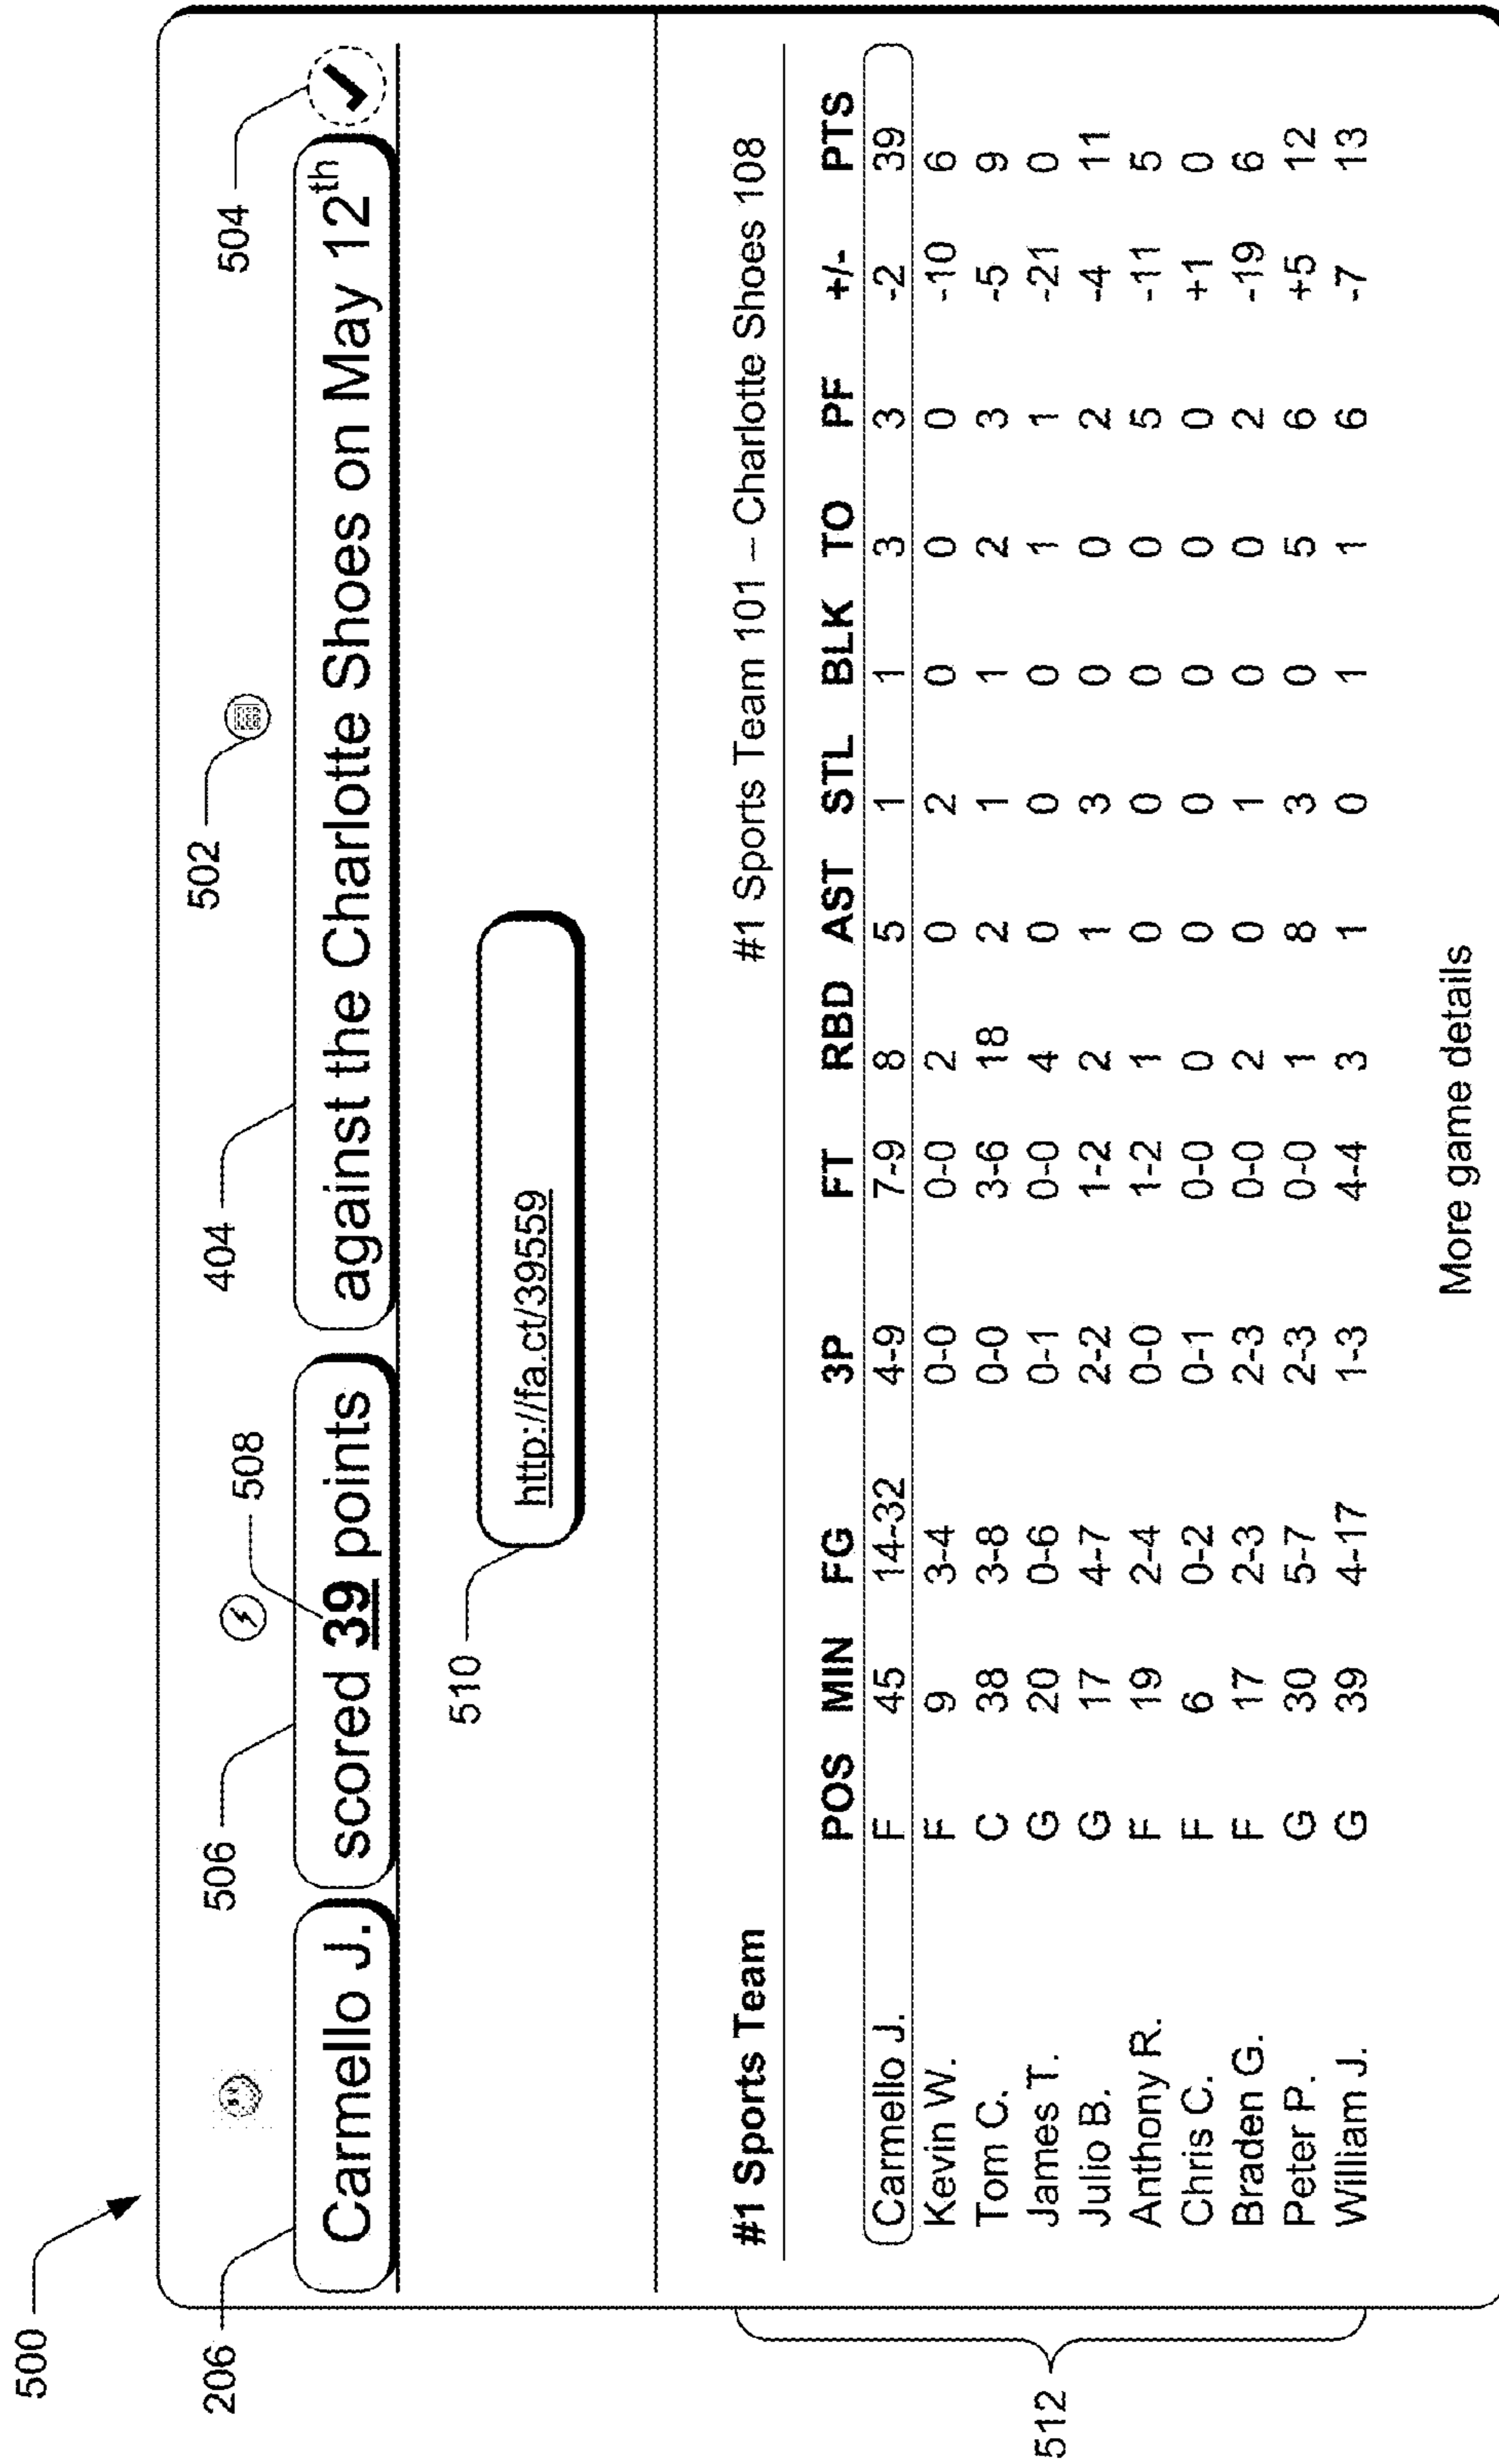 500
206 506 508 404 502 504
Carmello J. scored 39 points against the Charlotte Shoes on May 12th
510
http://fa.ct/39559
#1 Sports Team #1 Sports Team 101 – Charlotte Shoes 108
POS MIN FG 3P FT RBD AST STL BLK TO PF +/- PTS
Carmello J. F 45 14-32 4-9 7-9 8 5 1 1 3 3 -2 39
Kevin W. F 9 3-4 0-0 0-0 2 0 2 0 0 0 -10 6
Tom C. C 38 3-8 0-0 3-6 18 2 1 1 2 3 -5 9
James T. G 20 0-6 0-1 0-0 4 0 0 0 1 1 -21 0
Julio B. G 17 4-7 2-2 1-2 2 1 3 0 0 2 -4 11
Anthony R. F 19 2-4 0-0 1-2 1 0 0 0 0 5 -11 5
Chris C. F 6 0-2 0-1 0-0 0 0 0 0 0 0 +1 0
Braden G. F 17 2-3 2-3 0-0 2 0 1 0 0 2 -19 6
Peter P. G 30 5-7 2-3 0-0 1 8 3 0 5 6 +5 12
William J. G 39 4-17 1-3 4-4 3 1 0 1 1 6 -7 13
512
More game details